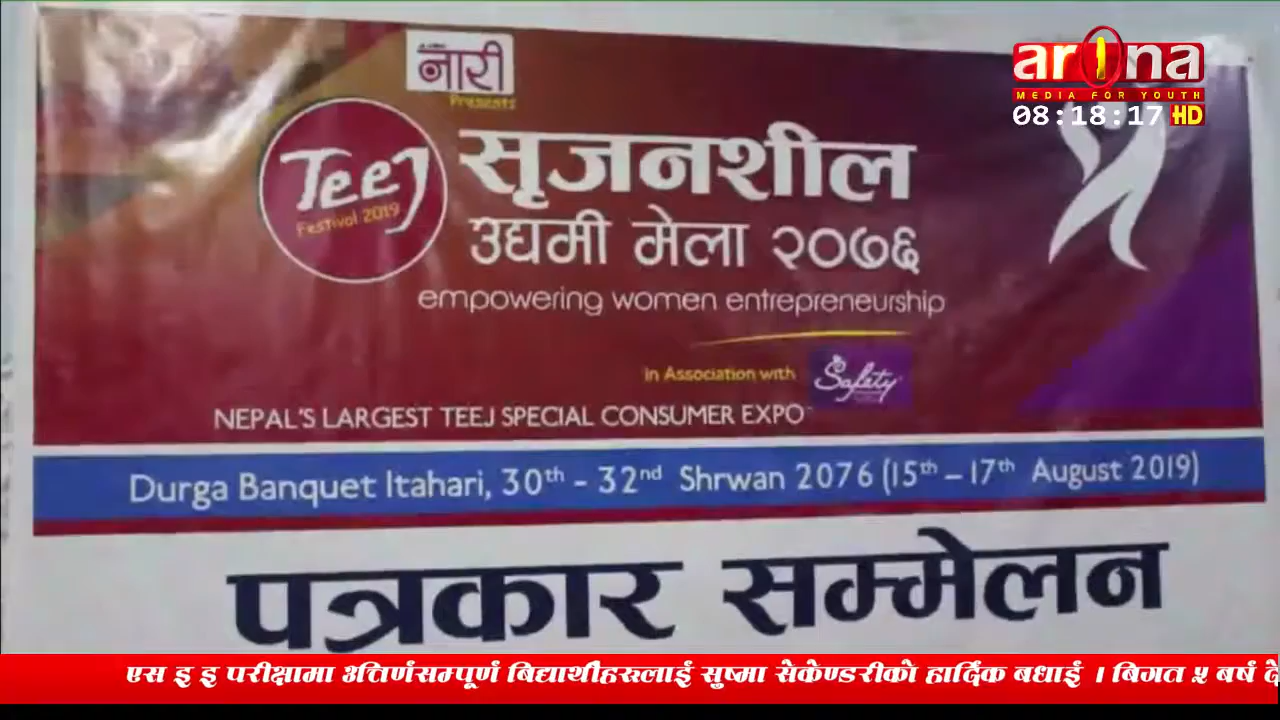 नारी
Presents
arina
MEDIA FOR YOUTH
08:18:17 HD
Teej
Festival 2019
सृजनशील
उद्यमी मेला २०७६
empowering women entrepreneurship
in Association with
Safety
NEPAL'S LARGEST TEEJ SPECIAL CONSUMER EXPO
Durga Banquet Itahari, 30th - 32nd Shrwan 2076 (15th – 17th August 2019)
पत्रकार सम्मेलन
एस इ इ परीक्षामा उत्तिर्णसम्पूर्ण बिद्यार्थीहरुलाई सुष्मा सेकेण्डरीको हार्दिक बधाई । बिगत ५ बर्ष दे